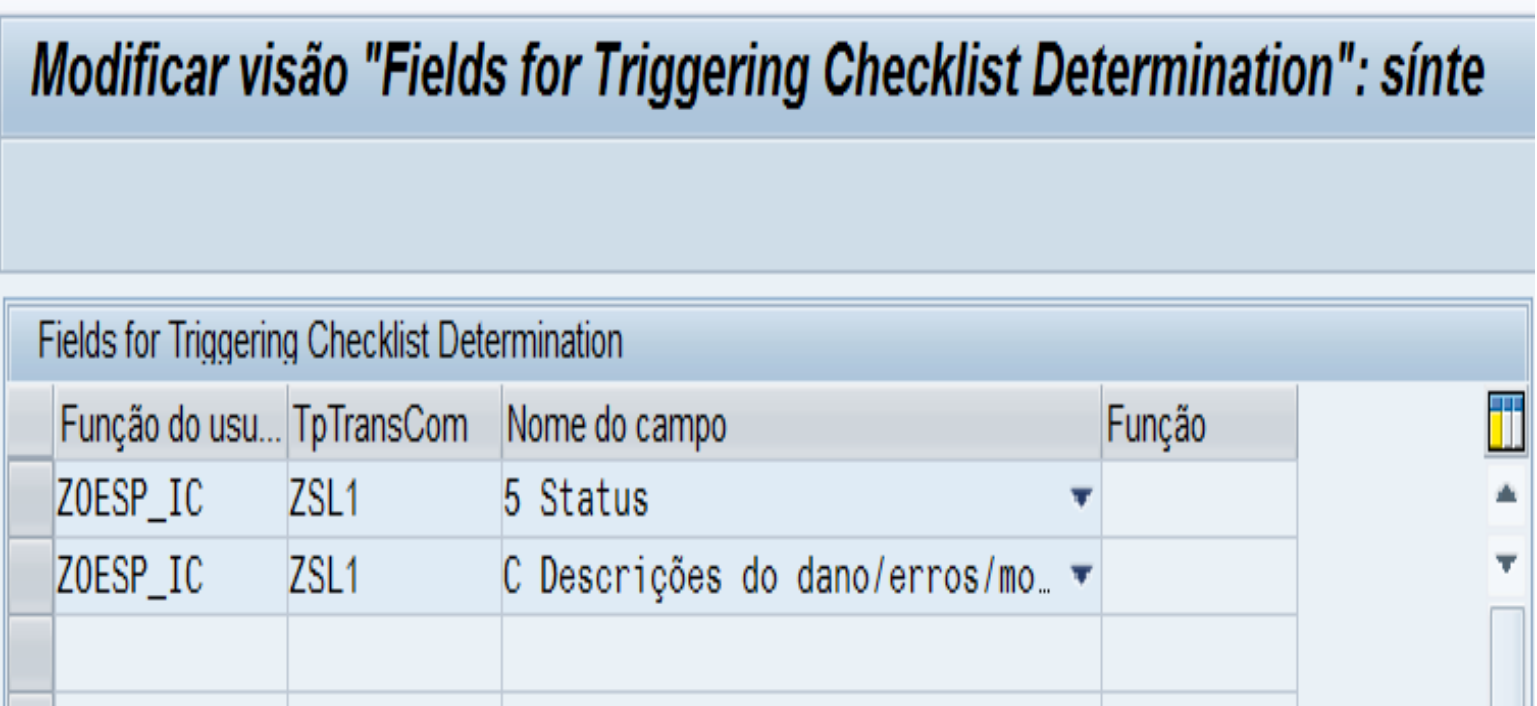 Modificar visão "Fields for Triggering Checklist Determination": sínte
Fields for Triggering Checklist Determination
Função do usu... TpTransCom Nome do campo Função
ZOESP_IC ZSL1 5 Status
ZOESP_IC ZSL1 C Descrições do dano/erros/mo…